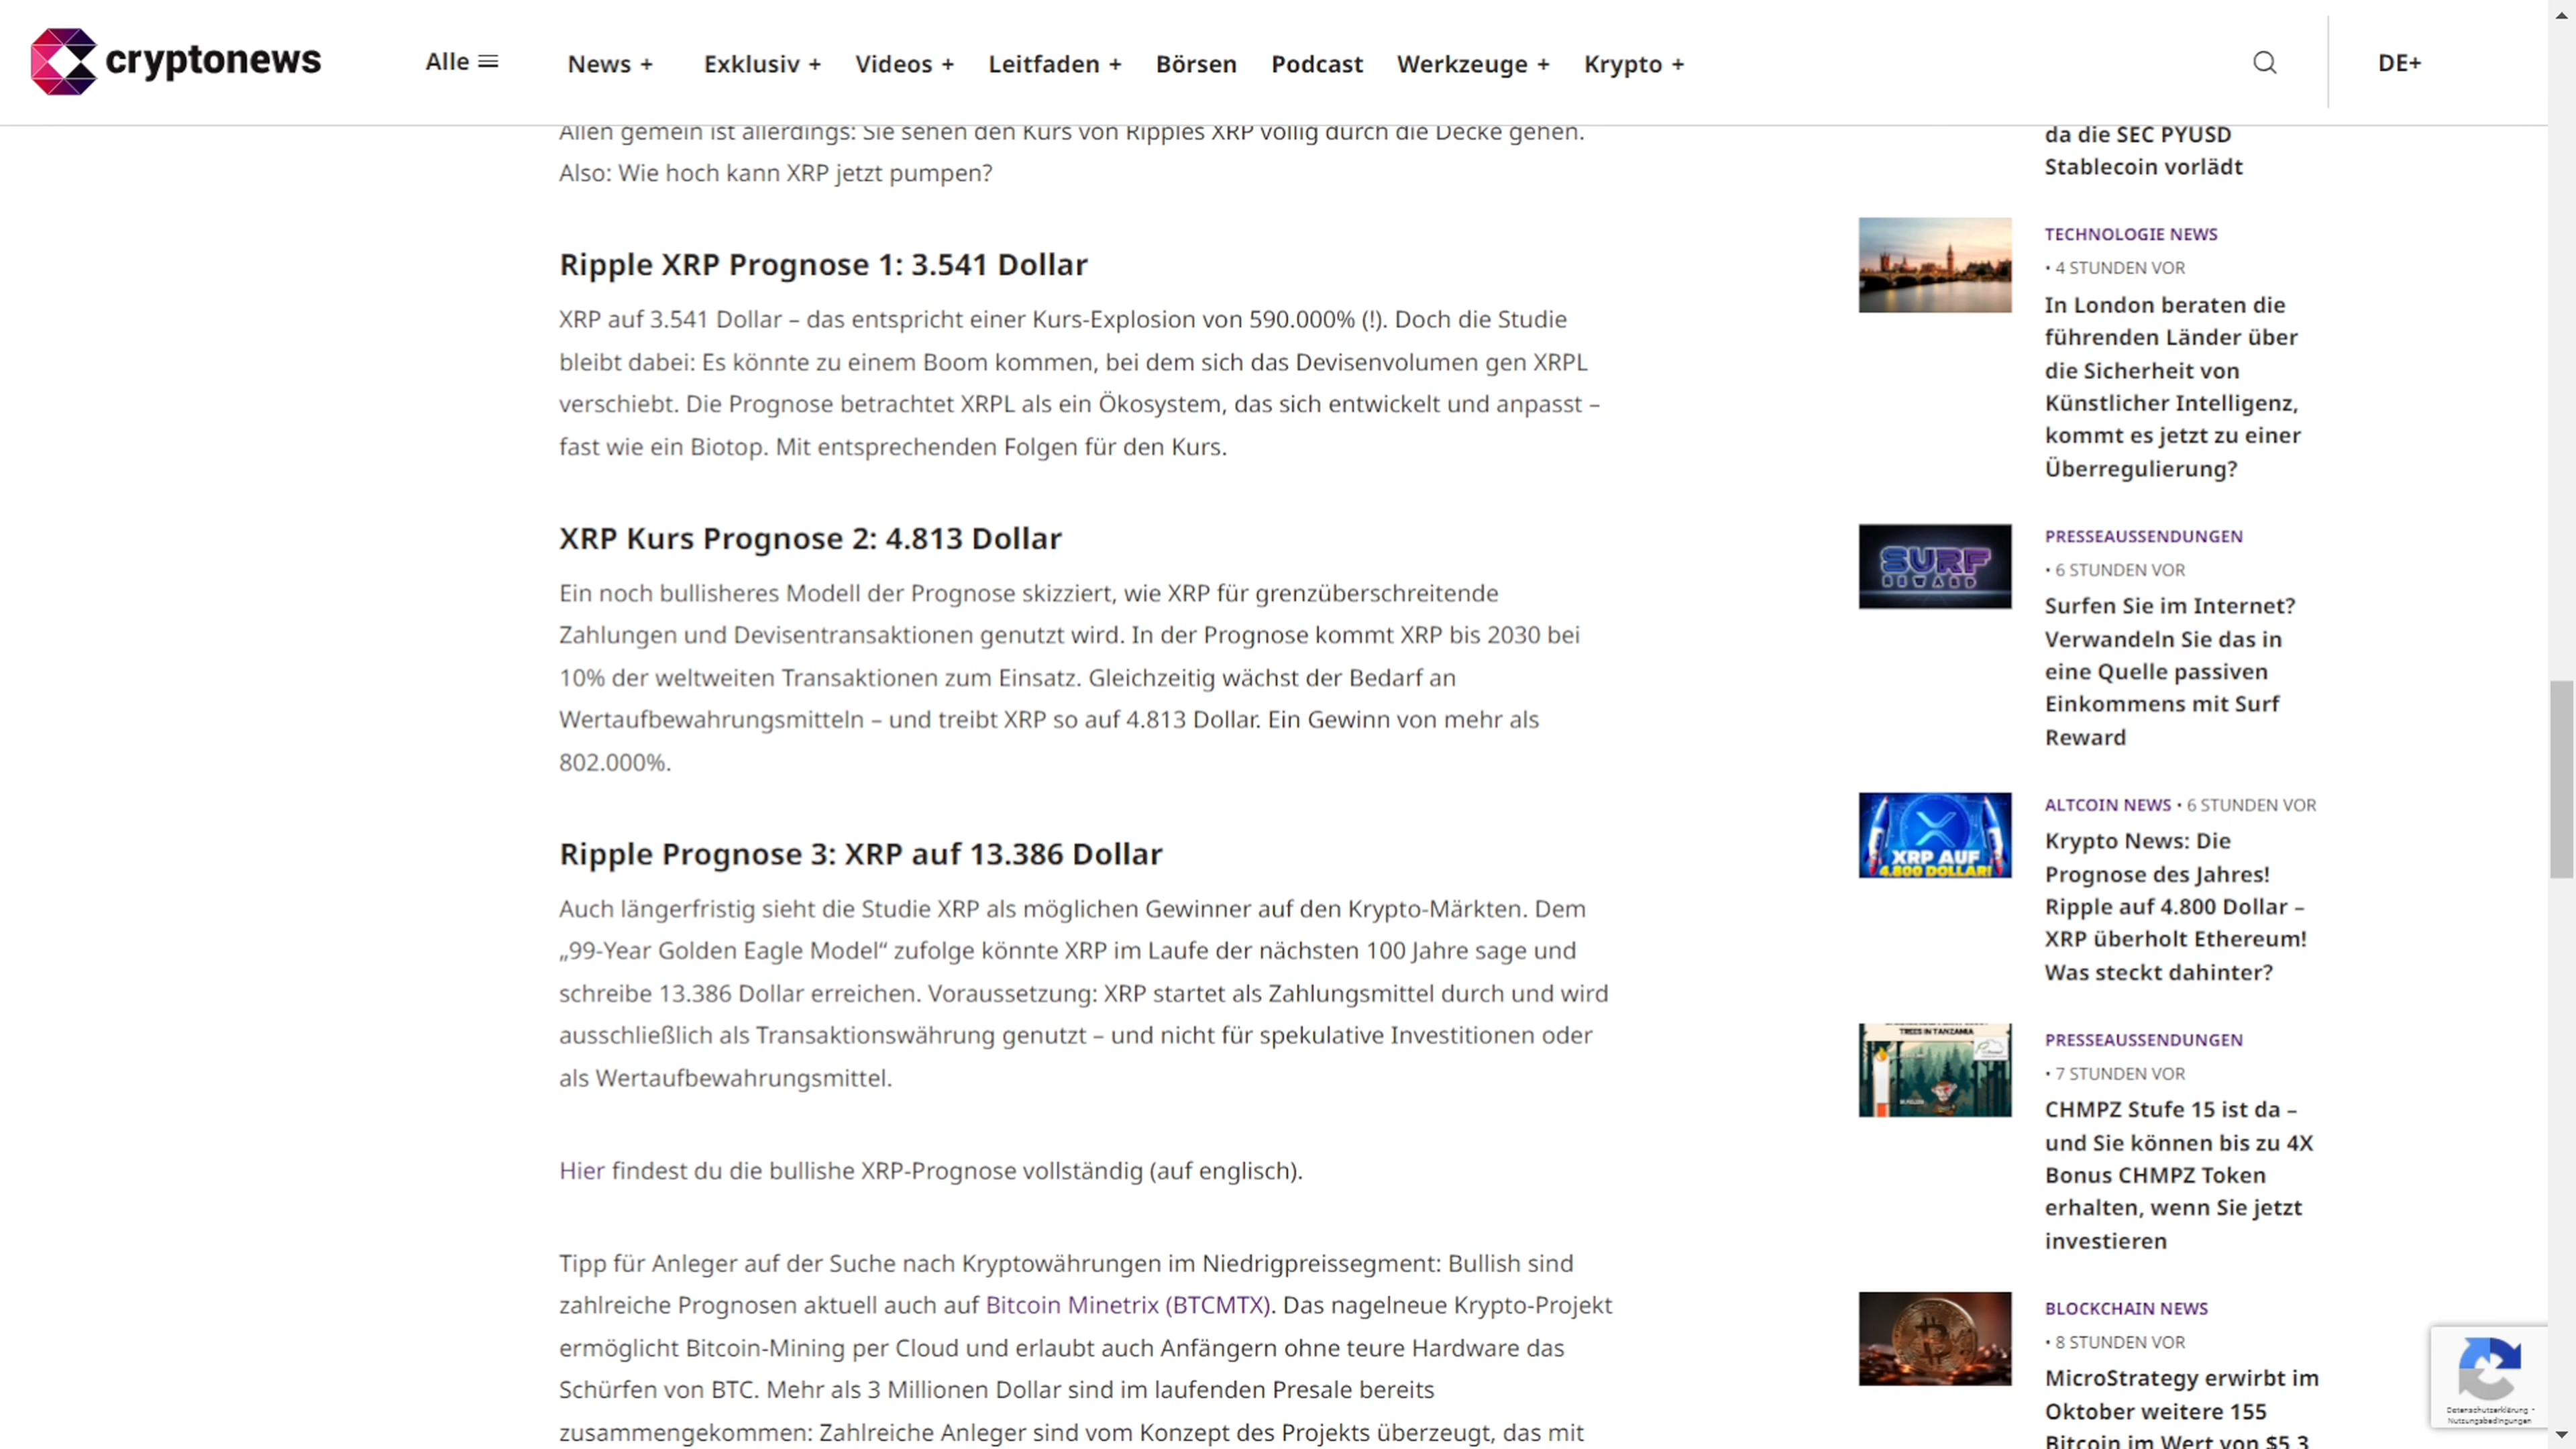 cryptonews
Alle
News +
Exklusiv +
Videos +
Leitfaden +
Börsen
Podcast
Werkzeuge +
Krypto +
DE+
Allen gemein ist allerdings: Sie sehen den Kurs von Ripples XRP völlig durch die Decke gehen.
Also: Wie hoch kann XRP jetzt pumpen?
Ripple XRP Prognose 1: 3.541 Dollar
XRP auf 3.541 Dollar – das entspricht einer Kurs-Explosion von 590.000% (!). Doch die Studie
bleibt dabei: Es könnte zu einem Boom kommen, bei dem sich das Devisenvolumen gen XRPL
verschiebt. Die Prognose betrachtet XRPL als ein Ökosystem, das sich entwickelt und anpasst –
fast wie ein Biotop. Mit entsprechenden Folgen für den Kurs.
XRP Kurs Prognose 2: 4.813 Dollar
Ein noch bullisheres Modell der Prognose skizziert, wie XRP für grenzüberschreitende
Zahlungen und Devisentransaktionen genutzt wird. In der Prognose kommt XRP bis 2030 bei
10% der weltweiten Transaktionen zum Einsatz. Gleichzeitig wächst der Bedarf an
Wertaufbewahrungsmitteln – und treibt XRP so auf 4.813 Dollar. Ein Gewinn von mehr als
802.000%.
Ripple Prognose 3: XRP auf 13.386 Dollar
Auch längerfristig sieht die Studie XRP als möglichen Gewinner auf den Krypto-Märkten. Dem
„99-Year Golden Eagle Model“ zufolge könnte XRP im Laufe der nächsten 100 Jahre sage und
schreibe 13.386 Dollar erreichen. Voraussetzung: XRP startet als Zahlungsmittel durch und wird
ausschließlich als Transaktionswährung genutzt – und nicht für spekulative Investitionen oder
als Wertaufbewahrungsmittel.
Hier findest du die bullishe XRP-Prognose vollständig (auf englisch).
Tipp für Anleger auf der Suche nach Kryptowährungen im Niedrigpreissegment: Bullish sind
zahlreiche Prognosen aktuell auch auf Bitcoin Minetrix (BTCMTX). Das nagelneue Krypto-Projekt
ermöglicht Bitcoin-Mining per Cloud und erlaubt auch Anfängern ohne teure Hardware das
Schürfen von BTC. Mehr als 3 Millionen Dollar sind im laufenden Presale bereits
zusammengekommen: Zahlreiche Anleger sind vom Konzept des Projekts überzeugt, das mit
da die SEC PYUSD
Stablecoin vorlädt
TECHNOLOGIE NEWS
• 4 STUNDEN VOR
In London beraten die
führenden Länder über
die Sicherheit von
Künstlicher Intelligenz,
kommt es jetzt zu einer
Überregulierung?
SURF
REWARD
PRESSEAUSSENDUNGEN
• 6 STUNDEN VOR
Surfen Sie im Internet?
Verwandeln Sie das in
eine Quelle passiven
Einkommens mit Surf
Reward
XRP AUF
4.800 DOLLAR!
ALTCOIN NEWS • 6 STUNDEN VOR
Krypto News: Die
Prognose des Jahres!
Ripple auf 4.800 Dollar –
XRP überholt Ethereum!
Was steckt dahinter?
TREES IN TANZAMIA
PRESSEAUSSENDUNGEN
• 7 STUNDEN VOR
CHMPZ Stufe 15 ist da –
und Sie können bis zu 4X
Bonus CHMPZ Token
erhalten, wenn Sie jetzt
investieren
BLOCKCHAIN NEWS
• 8 STUNDEN VOR
MicroStrategy erwirbt im
Oktober weitere 155
Bitcoin im Wert von $5,3
Datenschutzerklärung -
Nutzungsbedingungen